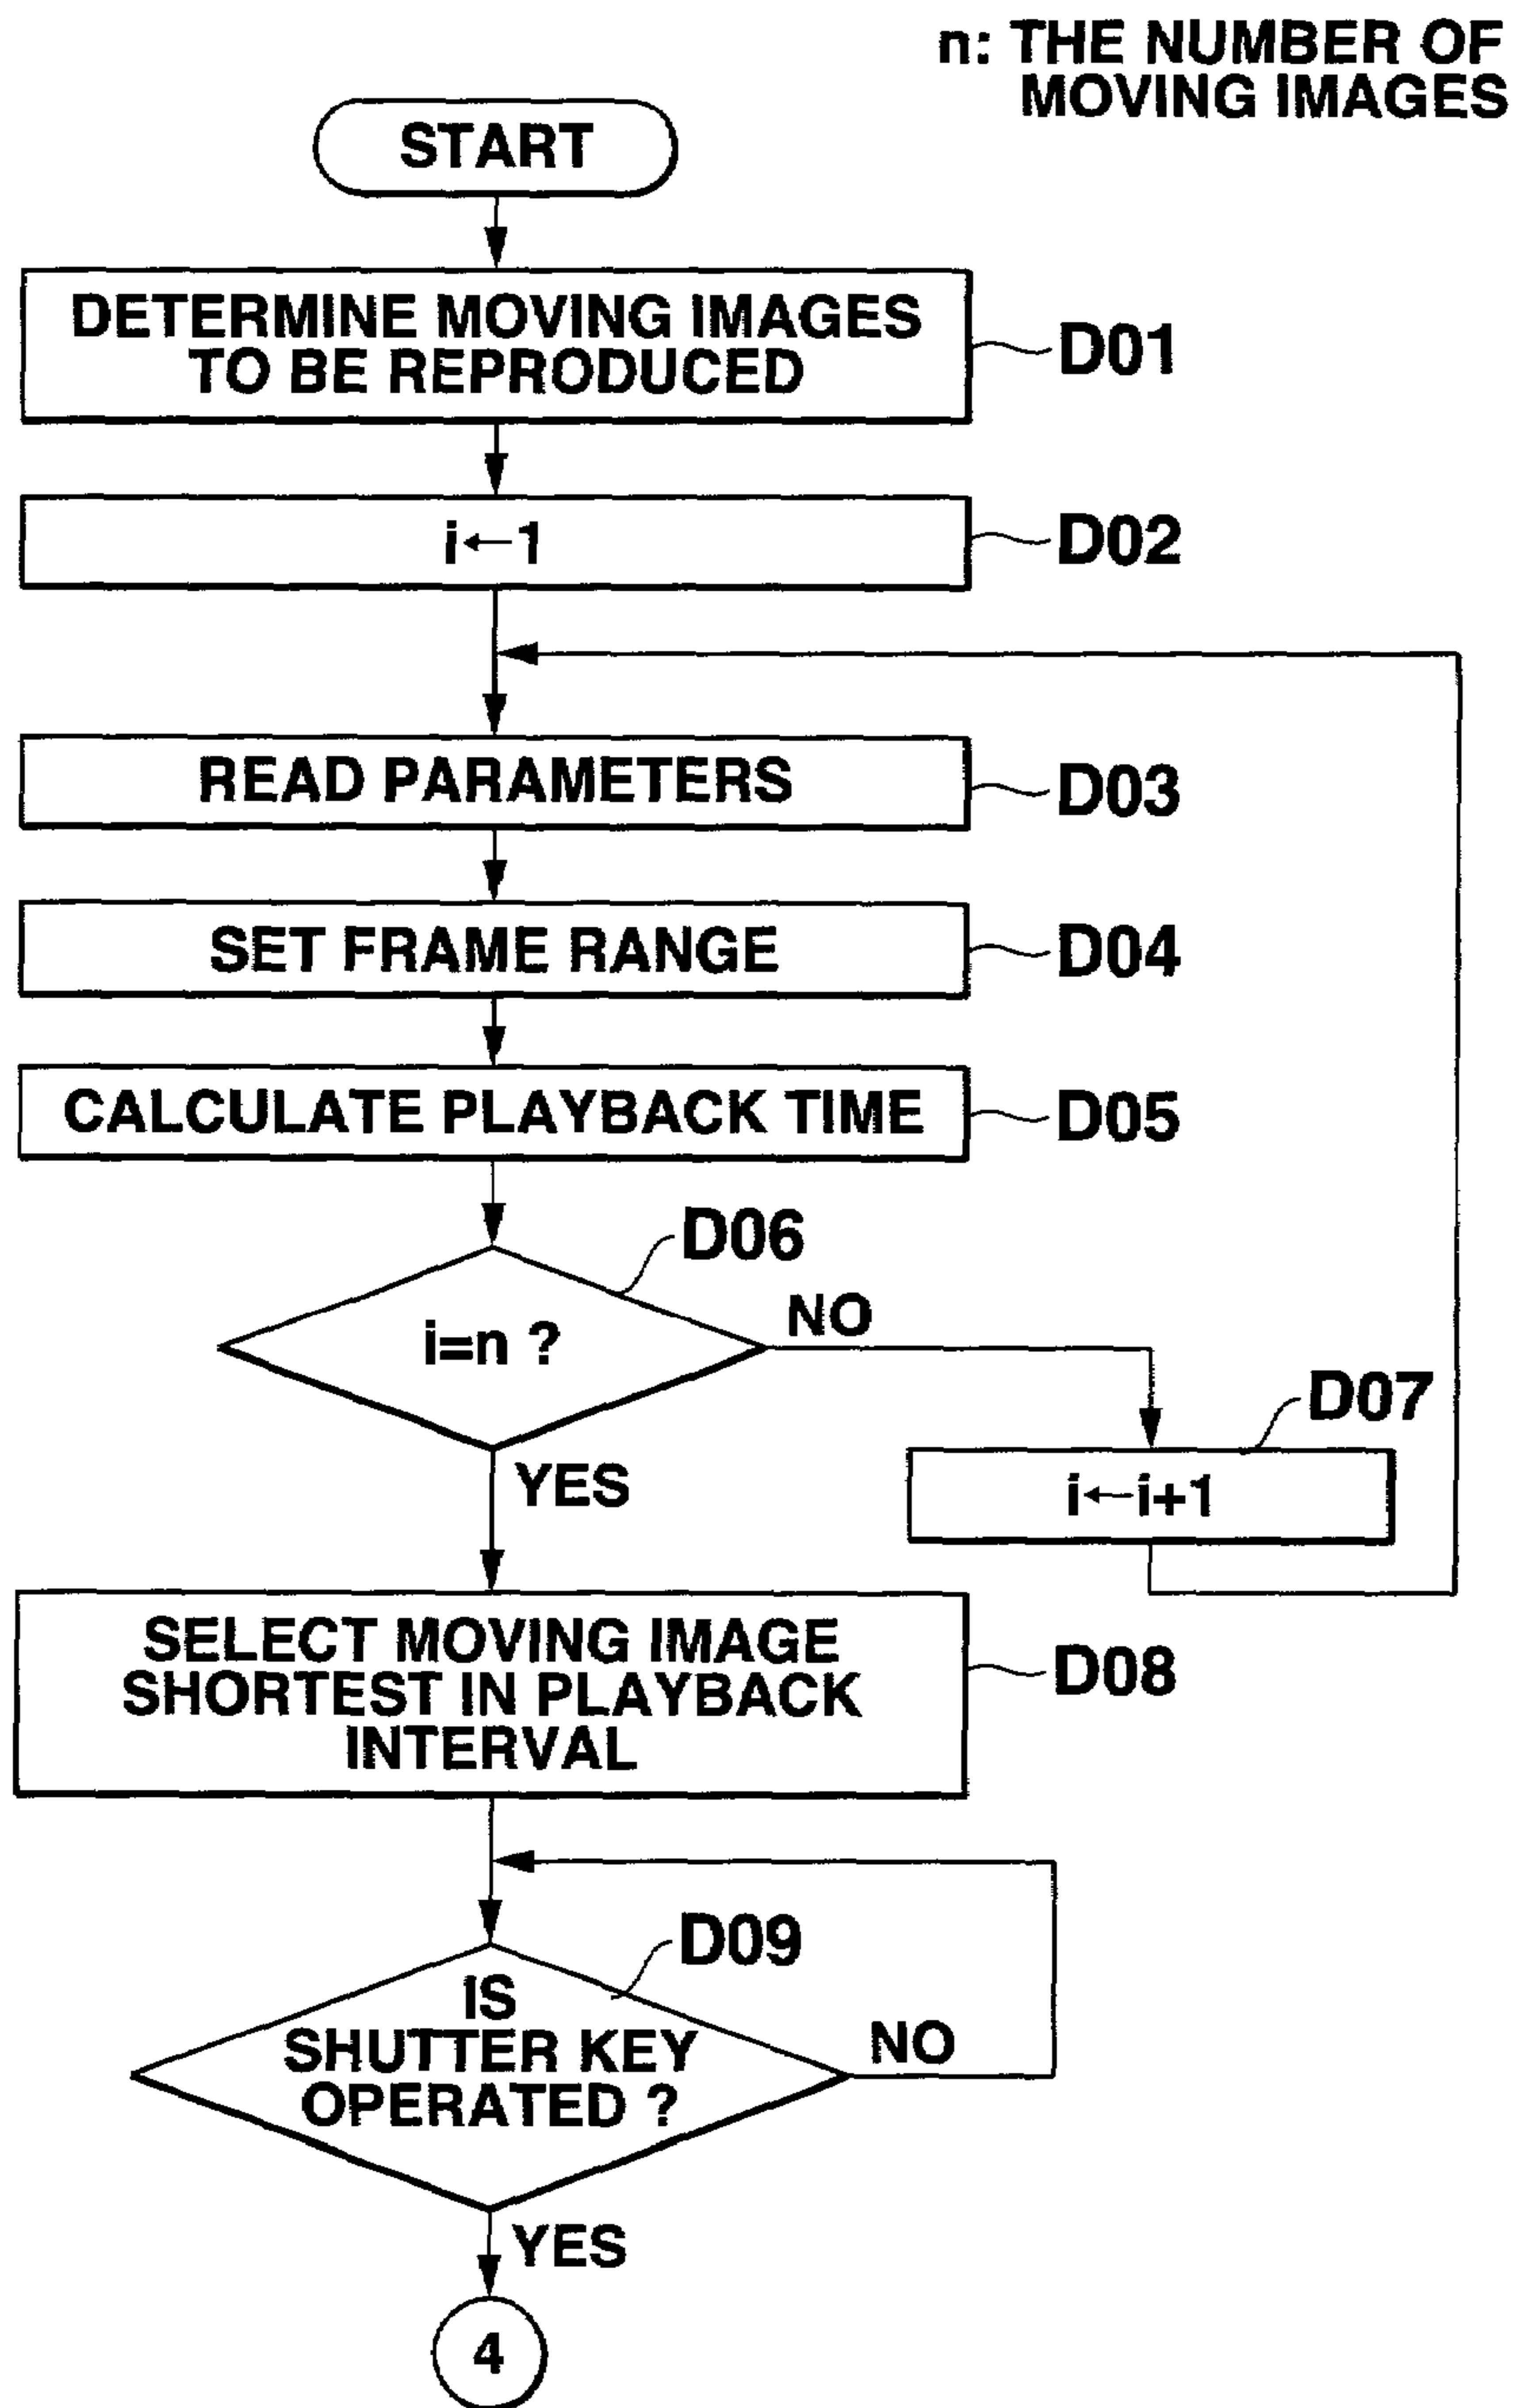 n: THE NUMBER OF
MOVING IMAGES
START
DETERMINE MOVING IMAGES
TO BE REPRODUCED
D01
i←1
D02
READ PARAMETERS
D03
SET FRAME RANGE
D04
CALCULATE PLAYBACK TIME
D05
D06
i=n ?
NO
D07
i←i+1
YES
SELECT MOVING IMAGE
SHORTEST IN PLAYBACK
INTERVAL
D08
D09
IS
SHUTTER KEY
OPERATED ?
NO
YES
4